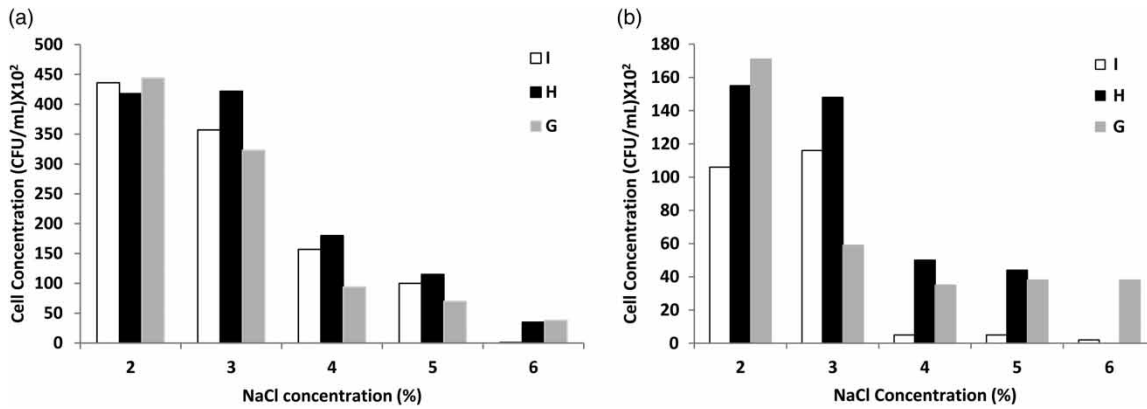 (a)
Cell Concentration (CFU/mL)X10²
500
450
400
350
300
250
200
150
100
50
0
I
H
G
2 3 4 5 6
NaCl concentration (%)
(b)
Cell Concentration (CFU/mL)X10²
180
160
140
120
100
80
60
40
20
0
I
H
G
2 3 4 5 6
NaCl Concentration (%)